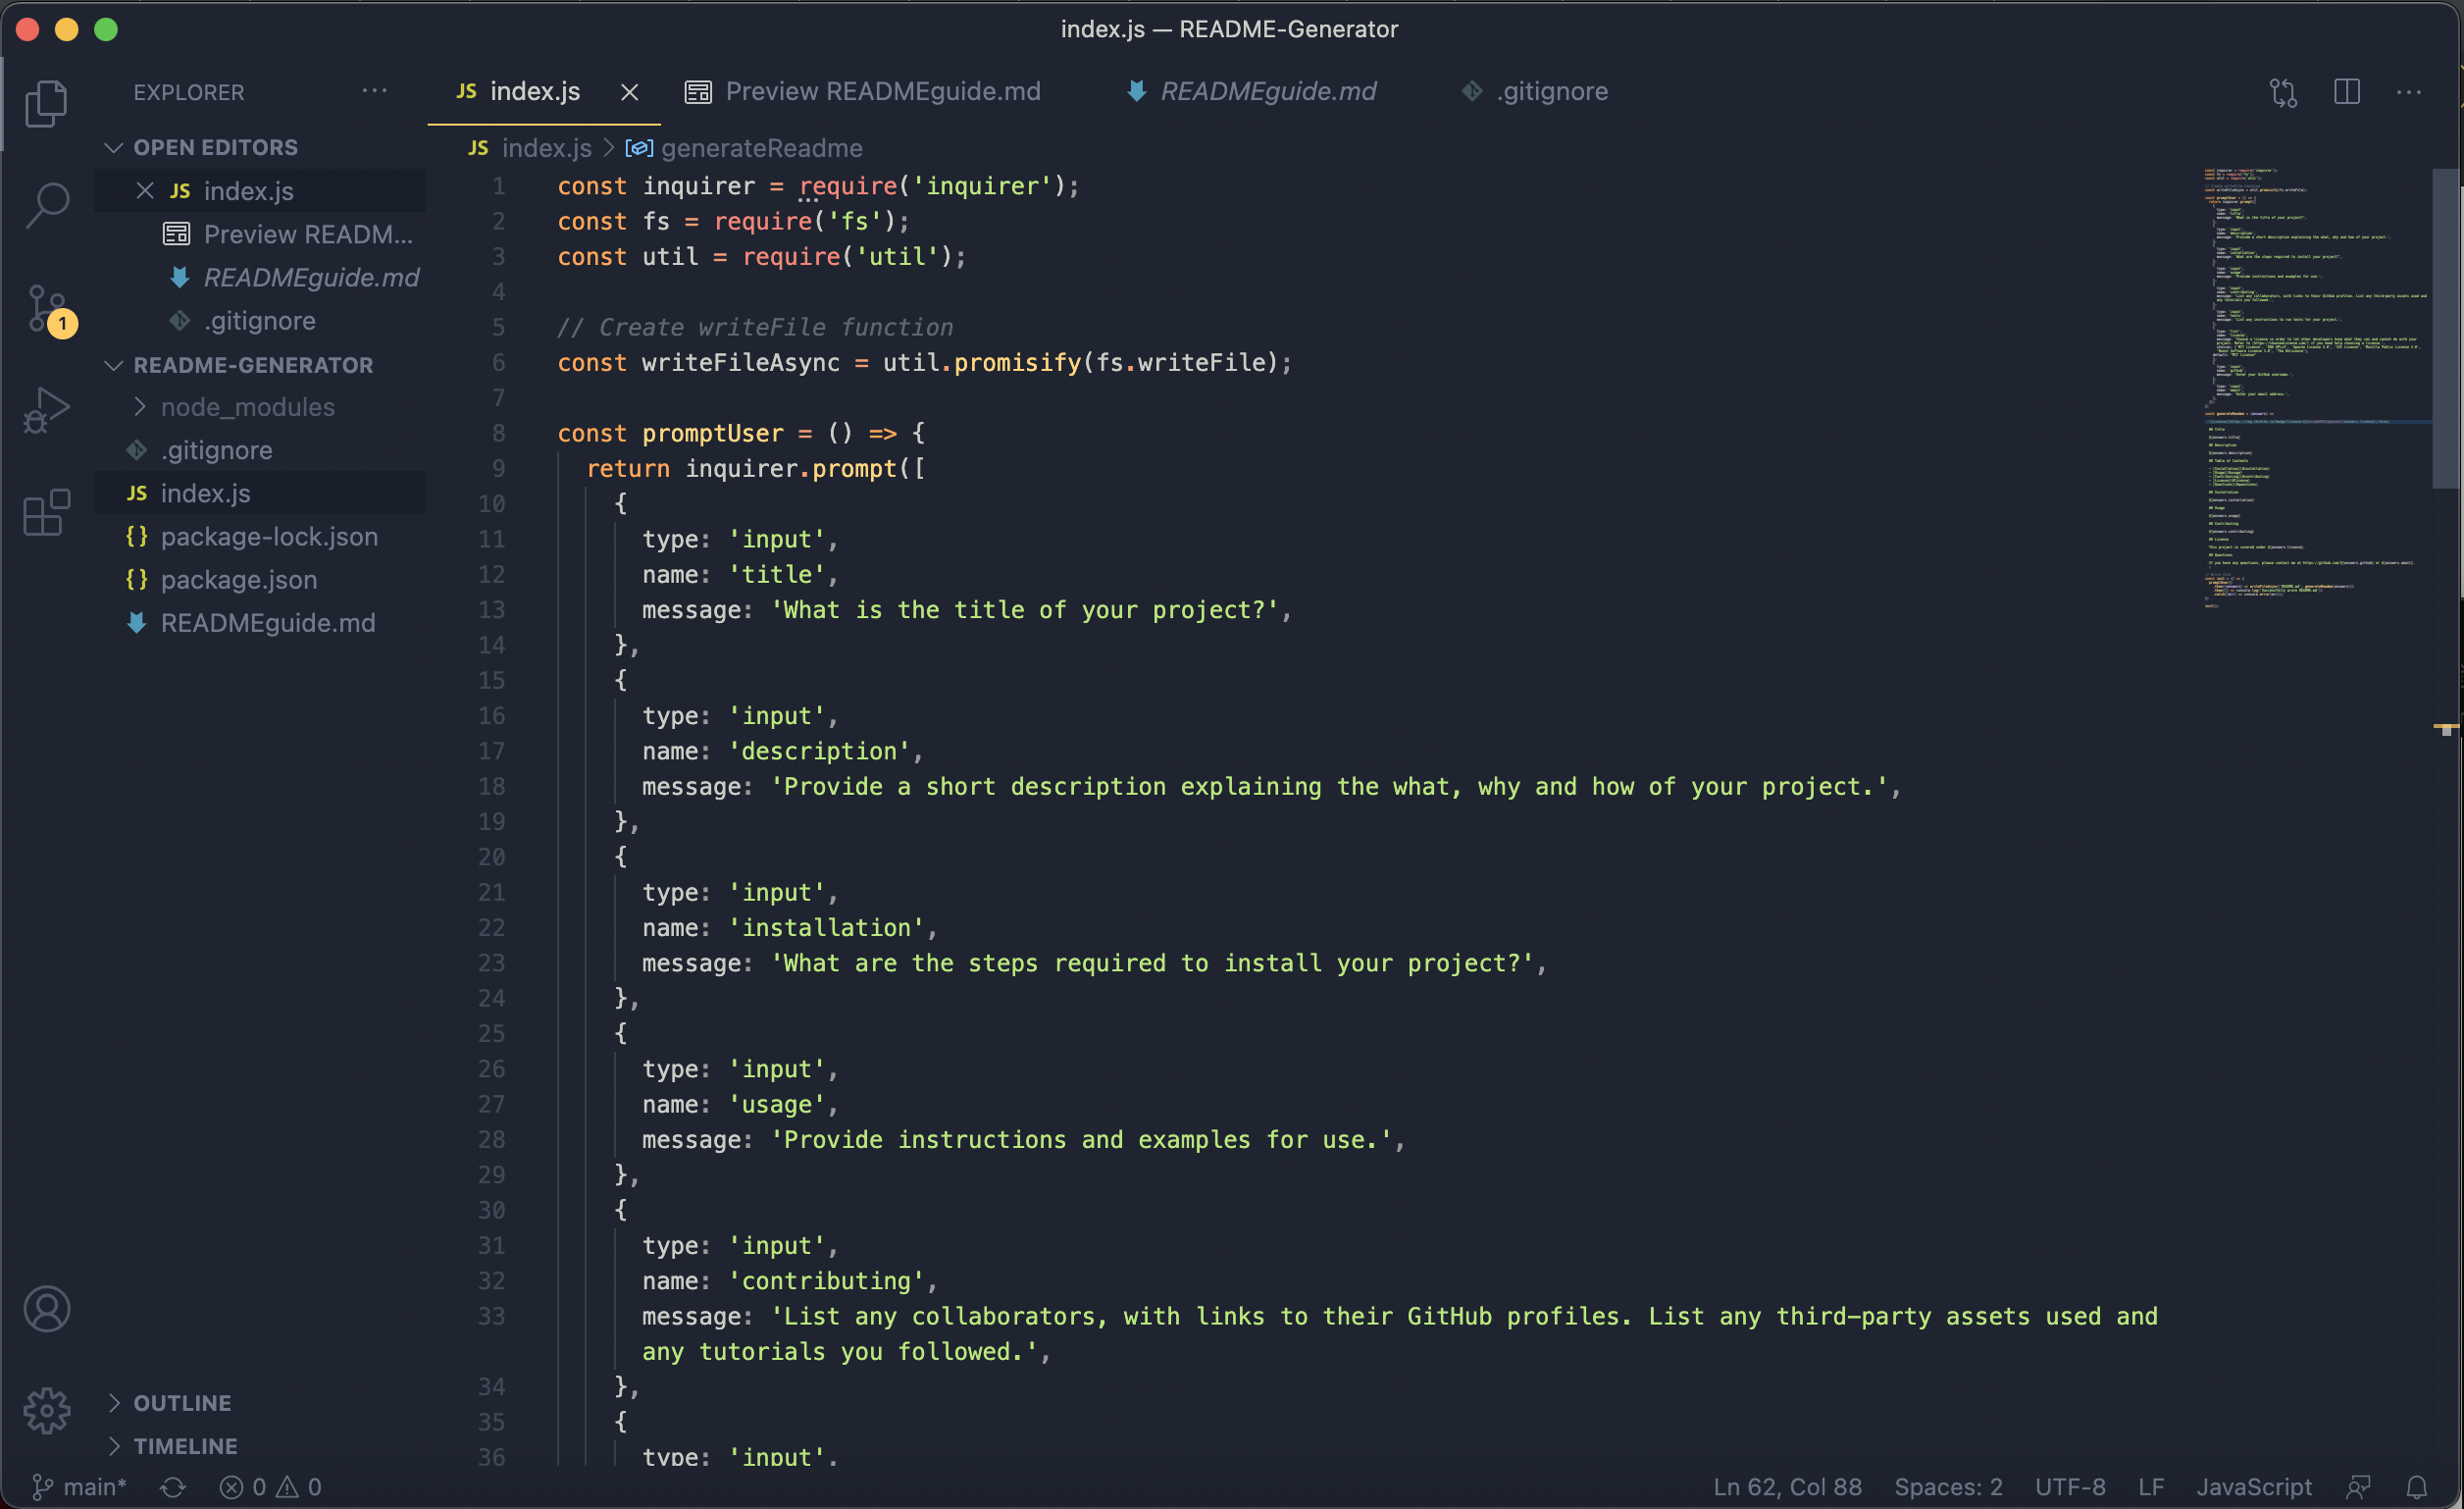 index.js — README-Generator
EXPLORER
OPEN EDITORS
JS index.js
Preview READM...
READMEguide.md
.gitignore
README-GENERATOR
node_modules
.gitignore
JS index.js
{} package-lock.json
{} package.json
READMEguide.md
OUTLINE
TIMELINE
1
JS index.js
Preview READMEguide.md
READMEguide.md
.gitignore
JS index.js > generateReadme
1 const inquirer = require('inquirer');
2 const fs = require('fs');
3 const util = require('util');
4
5 // Create writeFile function
6 const writeFileAsync = util.promisify(fs.writeFile);
7
8 const promptUser = () => {
9 return inquirer.prompt([
10 {
11 type: 'input',
12 name: 'title',
13 message: 'What is the title of your project?',
14 },
15 {
16 type: 'input',
17 name: 'description',
18 message: 'Provide a short description explaining the what, why and how of your project.',
19 },
20 {
21 type: 'input',
22 name: 'installation',
23 message: 'What are the steps required to install your project?',
24 },
25 {
26 type: 'input',
27 name: 'usage',
28 message: 'Provide instructions and examples for use.',
29 },
30 {
31 type: 'input',
32 name: 'contributing',
33 message: 'List any collaborators, with links to their GitHub profiles. List any third-party assets used and
any tutorials you followed.',
34 },
35 {
36 type: 'input',
main* 0 0 Ln 62, Col 88 Spaces: 2 UTF-8 LF JavaScript